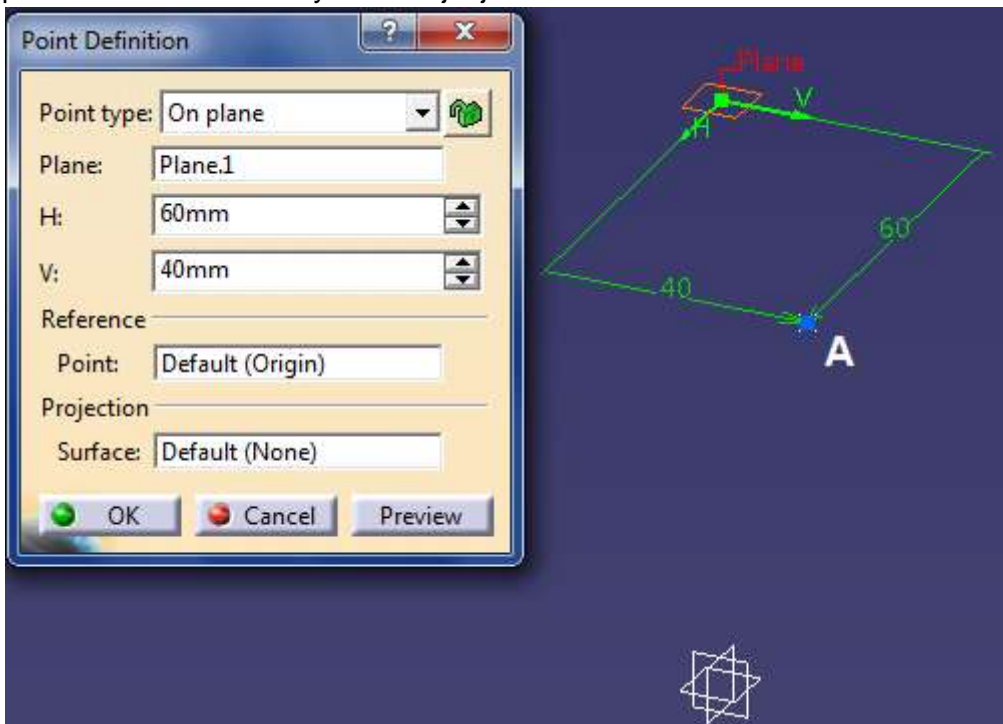 Point Definition
?
x
Point type: On plane
Plane: Plane.1
H: 60mm
V: 40mm
Reference
Point: Default (Origin)
Projection
Surface: Default (None)
OK Cancel Preview
Plane
V
H
60
40
A